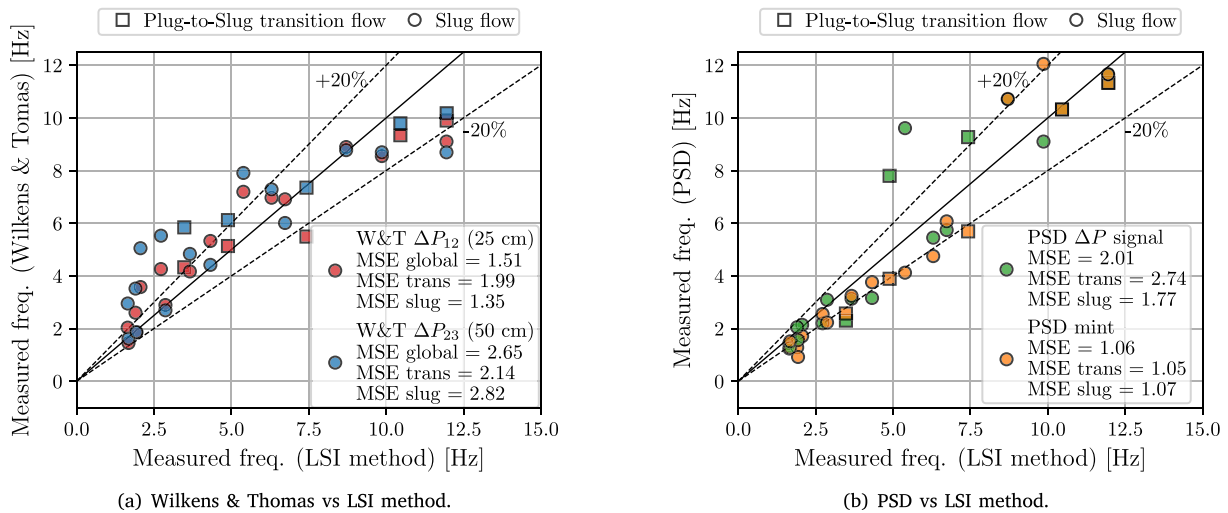 Plug-to-Slug transition flow Slug flow
Measured freq. (Wilkens & Tomas) [Hz]
12
10
8
6
4
2
0
+20%
-20%
W&T ΔP₁₂ (25 cm)
MSE global = 1.51
MSE trans = 1.99
MSE slug = 1.35
W&T ΔP₂₃ (50 cm)
MSE global = 2.65
MSE trans = 2.14
MSE slug = 2.82
0.0 2.5 5.0 7.5 10.0 12.5 15.0
Measured freq. (LSI method) [Hz]
(a) Wilkens & Thomas vs LSI method.
Plug-to-Slug transition flow Slug flow
Measured freq. (PSD) [Hz]
12
10
8
6
4
2
0
+20%
-20%
PSD ΔP signal
MSE = 2.01
MSE trans = 2.74
MSE slug = 1.77
PSD mint
MSE = 1.06
MSE trans = 1.05
MSE slug = 1.07
0.0 2.5 5.0 7.5 10.0 12.5 15.0
Measured freq. (LSI method) [Hz]
(b) PSD vs LSI method.